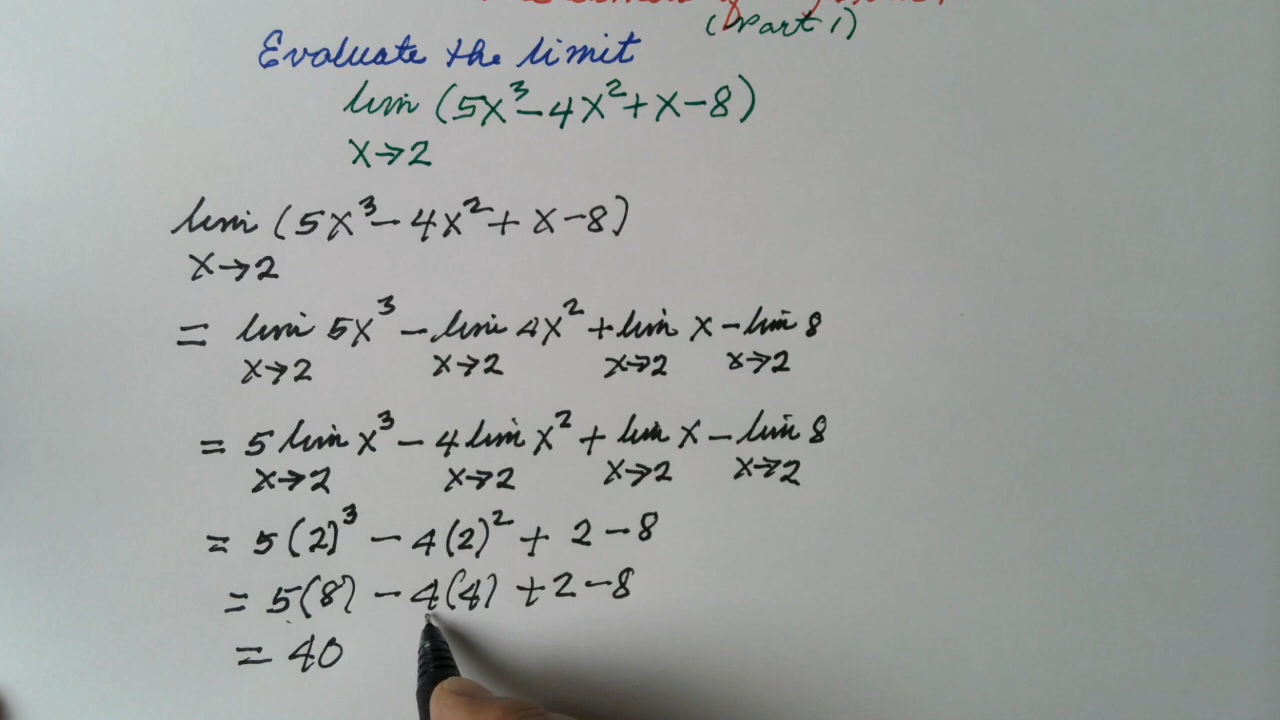 (Part 1)
Evaluate the limit
lim (5x³-4x²+x-8)
x→2
lim (5x³-4x²+x-8)
x→2
= lim 5x³ - lim 4x² + lim x - lim 8
x→2 x→2 x→2 x→2
= 5 lim x³ - 4 lim x² + lim x - lim 8
x→2 x→2 x→2 x→2
= 5(2)³ - 4(2)² + 2 - 8
= 5(8) - 4(4) + 2 - 8
= 40